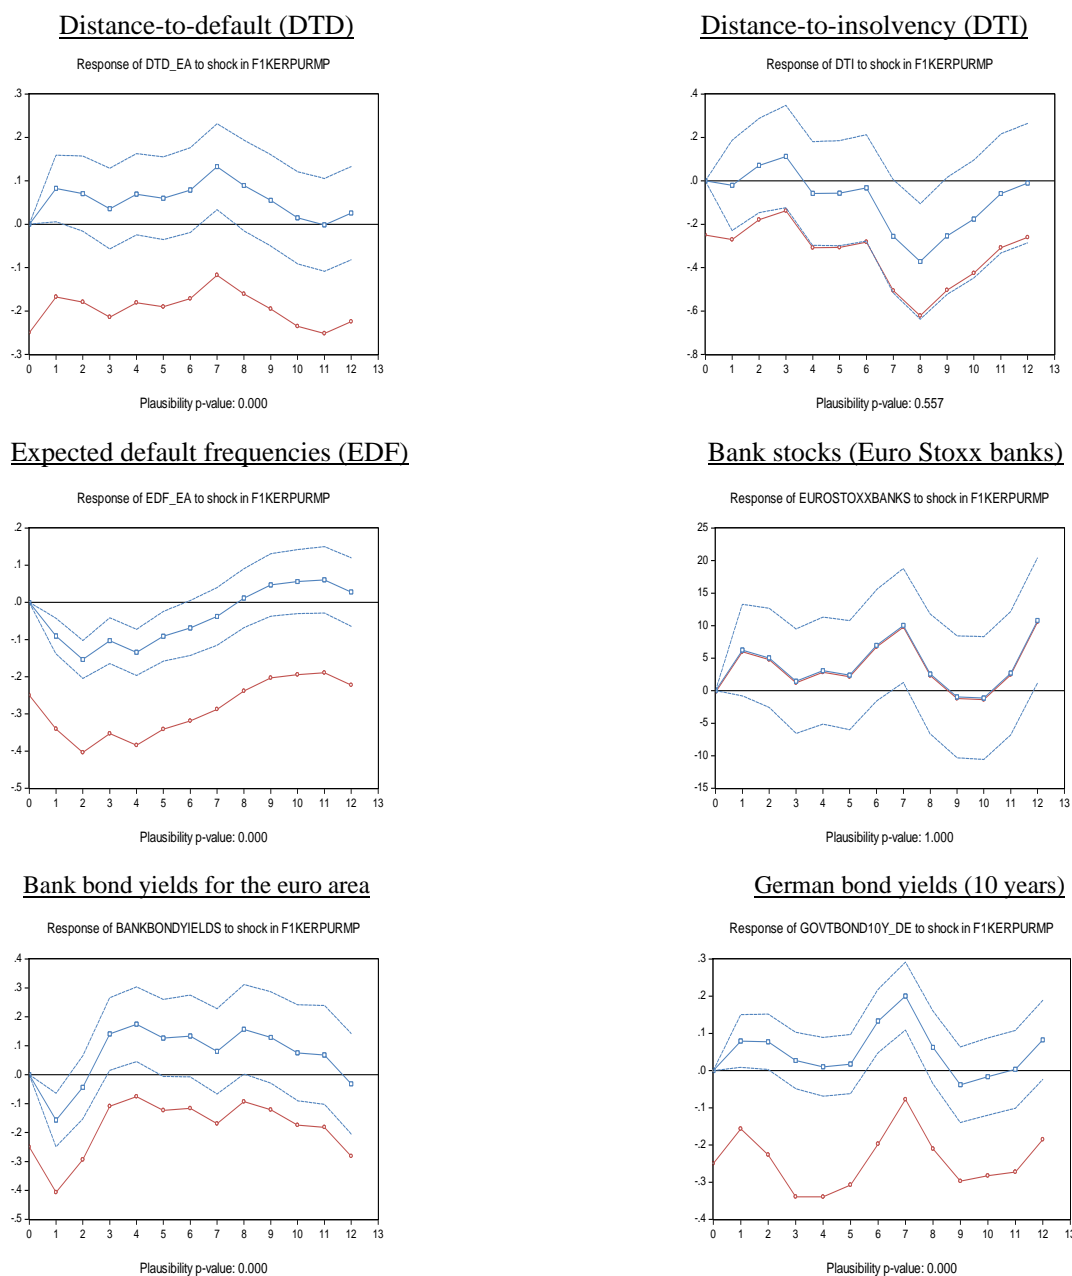 Distance-to-default (DTD)
Response of DTD_EA to shock in F1KERPURMP
.3
.2
.1
.0
-.1
-.2
-.3
0 1 2 3 4 5 6 7 8 9 10 11 12 13
Plausibility p-value: 0.000
Distance-to-insolvency (DTI)
Response of DTI to shock in F1KERPURMP
.4
.2
.0
-.2
-.4
-.6
-.8
0 1 2 3 4 5 6 7 8 9 10 11 12 13
Plausibility p-value: 0.557
Expected default frequencies (EDF)
Response of EDF_EA to shock in F1KERPURMP
.2
.1
.0
-.1
-.2
-.3
-.4
-.5
0 1 2 3 4 5 6 7 8 9 10 11 12 13
Plausibility p-value: 0.000
Bank stocks (Euro Stoxx banks)
Response of EUROSTOXXBANKS to shock in F1KERPURMP
25
20
15
10
5
0
-5
-10
-15
0 1 2 3 4 5 6 7 8 9 10 11 12 13
Plausibility p-value: 1.000
Bank bond yields for the euro area
Response of BANKBONDYIELDS to shock in F1KERPURMP
.4
.3
.2
.1
.0
-.1
-.2
-.3
-.4
-.5
0 1 2 3 4 5 6 7 8 9 10 11 12 13
Plausibility p-value: 0.000
German bond yields (10 years)
Response of GOVTBOND10Y_DE to shock in F1KERPURMP
.3
.2
.1
.0
-.1
-.2
-.3
-.4
0 1 2 3 4 5 6 7 8 9 10 11 12 13
Plausibility p-value: 0.000